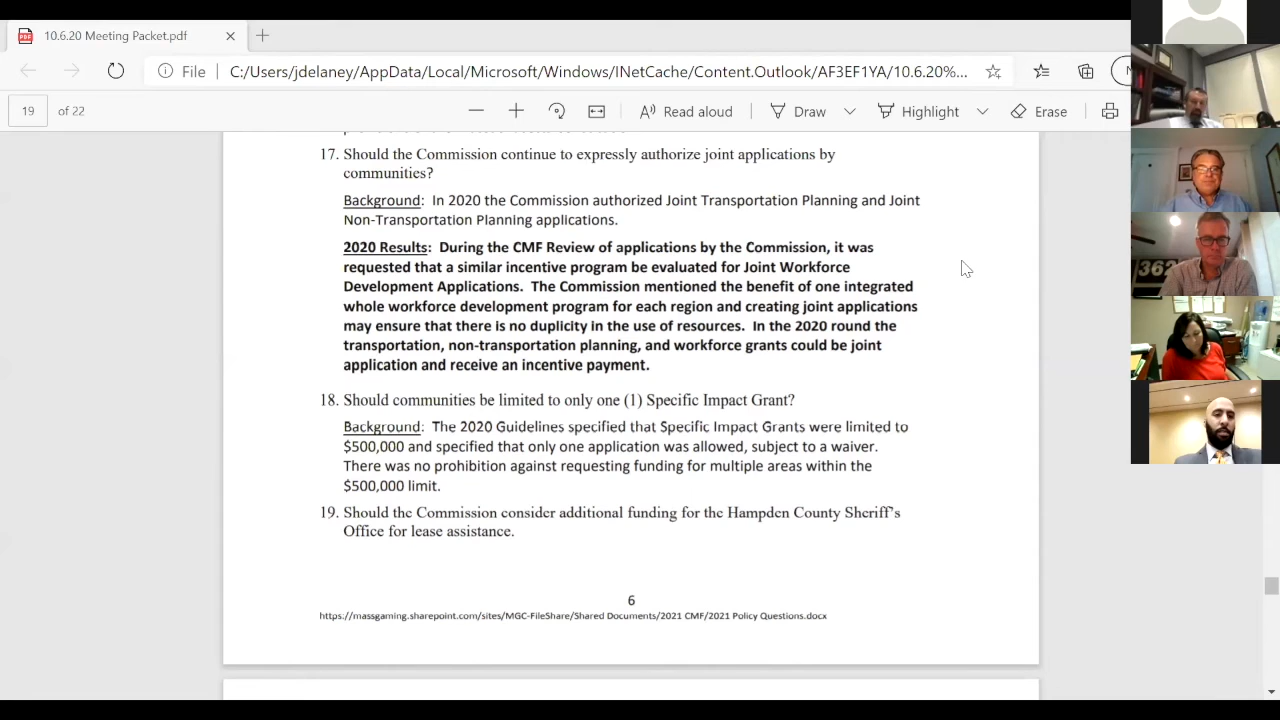 10.6.20 Meeting Packet.pdf
File C:/Users/jdelaney/AppData/Local/Microsoft/Windows/INetCache/Content.Outlook/AF3EF1YA/10.6.20%...
19 of 22 Read aloud Draw Highlight Erase
17. Should the Commission continue to expressly authorize joint applications by
communities?
Background: In 2020 the Commission authorized Joint Transportation Planning and Joint
Non-Transportation Planning applications.
2020 Results: During the CMF Review of applications by the Commission, it was
requested that a similar incentive program be evaluated for Joint Workforce
Development Applications. The Commission mentioned the benefit of one integrated
whole workforce development program for each region and creating joint applications
may ensure that there is no duplicity in the use of resources. In the 2020 round the
transportation, non-transportation planning, and workforce grants could be joint
application and receive an incentive payment.
18. Should communities be limited to only one (1) Specific Impact Grant?
Background: The 2020 Guidelines specified that Specific Impact Grants were limited to
$500,000 and specified that only one application was allowed, subject to a waiver.
There was no prohibition against requesting funding for multiple areas within the
$500,000 limit.
19. Should the Commission consider additional funding for the Hampden County Sheriff's
Office for lease assistance.
6
https://massgaming.sharepoint.com/sites/MGC-FileShare/Shared Documents/2021 CMF/2021 Policy Questions.docx
362